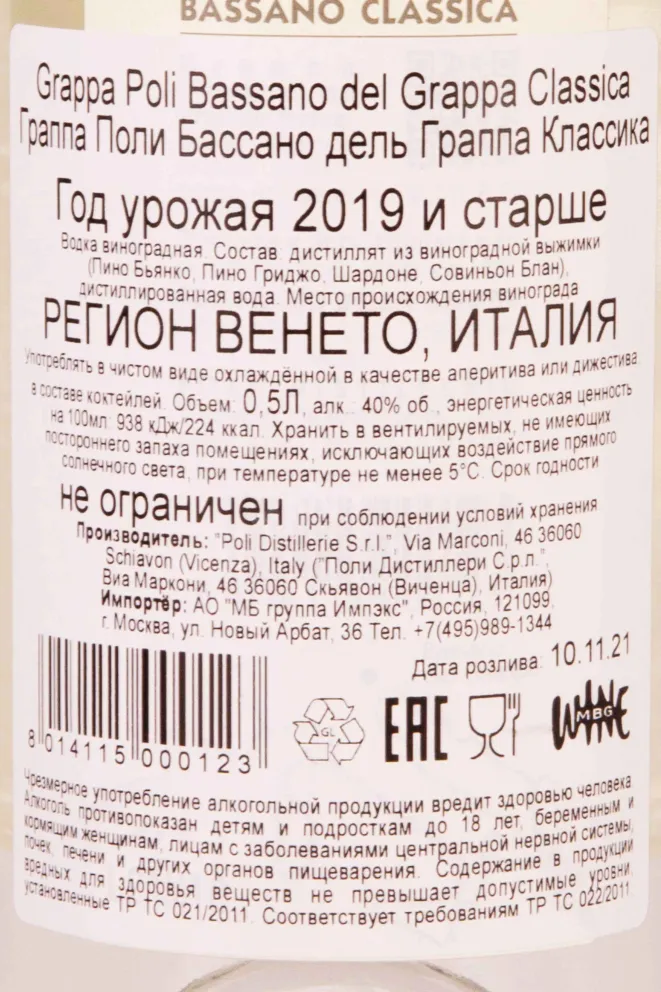 BASSANO CLASSICA
Grappa Poli Bassano del Grappa Classica
Граппа Поли Бассано дель Граппа Классика
Год урожая 2019 и старше
Водка виноградная. Состав: дистиллят из виноградной выжимки
(Пино Бьянко, Пино Гриджо, Шардоне, Совиньон Блан),
дистиллированная вода. Место происхождения винограда
РЕГИОН ВЕНЕТО, ИТАЛИЯ
Употреблять в чистом виде охлаждённой в качестве аперитива или дижестива,
в составе коктейлей. Объем: 0,5Л, алк.: 40% об., энергетическая ценность
на 100мл: 938 кДж/224 ккал. Хранить в вентилируемых, не имеющих
постороннего запаха помещениях, исключающих воздействие прямого
солнечного света, при температуре не менее 5°С. Срок годности
не ограничен при соблюдении условий хранения
Производитель: "Poli Distillerie S.r.l.", Via Marconi, 46 36060
Schiavon (Vicenza), Italy ("Поли Дистиллери С.р.л.",
Виа Маркони, 46 36060 Скьявон (Виченца), Италия)
Импортёр: АО "МБ группа Импэкс", Россия, 121099,
г. Москва, ул. Новый Арбат, 36 Тел. +7(495)989-1344
Дата розлива: 10.11.21
8 014115 000123
GL
EAC
WINE
MBG
Чрезмерное употребление алкогольной продукции вредит здоровью человека.
Алкоголь противопоказан детям и подросткам до 18 лет, беременным и
кормящим женщинам, лицам с заболеваниями центральной нервной системы,
почек, печени и других органов пищеварения. Содержание в продукции
вредных для здоровья веществ не превышает допустимые уровни,
установленные ТР ТС 021/2011. Соответствует требованиям ТР ТС 022/2011